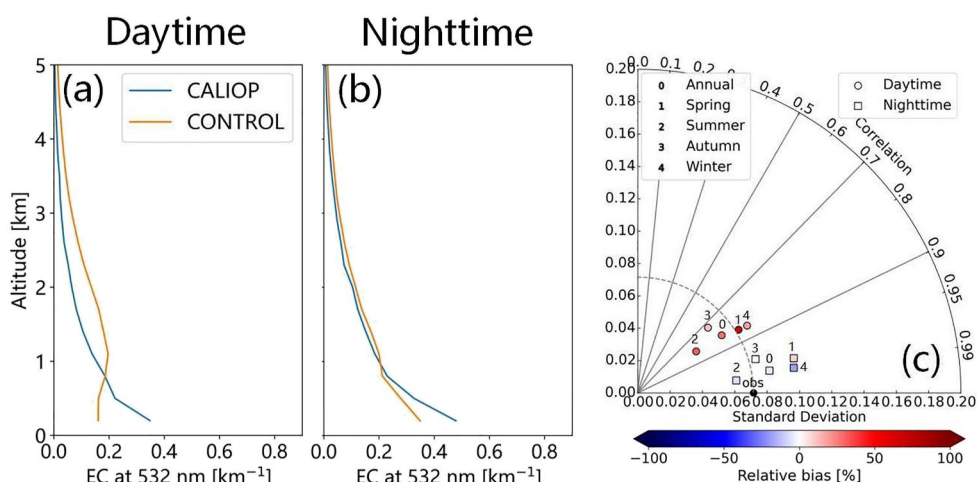 Daytime
Nighttime
(a)
CALIOP
CONTROL
5
4
3
2
1
0
Altitude [km]
0.0 0.2 0.4 0.6 0.8
EC at 532 nm [km⁻¹]
(b)
0.0 0.2 0.4 0.6 0.8
EC at 532 nm [km⁻¹]
0 Annual
1 Spring
2 Summer
3 Autumn
4 Winter
Daytime
Nighttime
0.0 0.1 0.2 0.4 0.5 0.6 0.7 0.8 0.9 0.95 0.99
Correlation
0.20
0.18
0.16
0.14
0.12
0.10
0.08
0.06
0.04
0.02
0.00
3 0 1 4
2
3 0 1
2 4
obs
(c)
0.00 0.02 0.04 0.06 0.08 0.10 0.12 0.14 0.16 0.18 0.20
Standard Deviation
−100 −50 0 50 100
Relative bias [%]